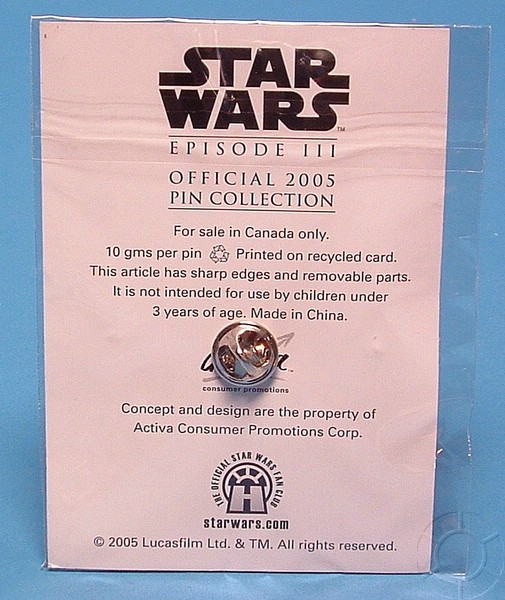 STAR
WARS™
EPISODE III
OFFICIAL 2005
PIN COLLECTION
For sale in Canada only.
10 gms per pin Printed on recycled card.
This article has sharp edges and removable parts.
It is not intended for use by children under
3 years of age. Made in China.
consumer promotions
Concept and design are the property of
Activa Consumer Promotions Corp.
THE OFFICIAL STAR WARS FAN CLUB
starwars.com
© 2005 Lucasfilm Ltd. & TM. All rights reserved.